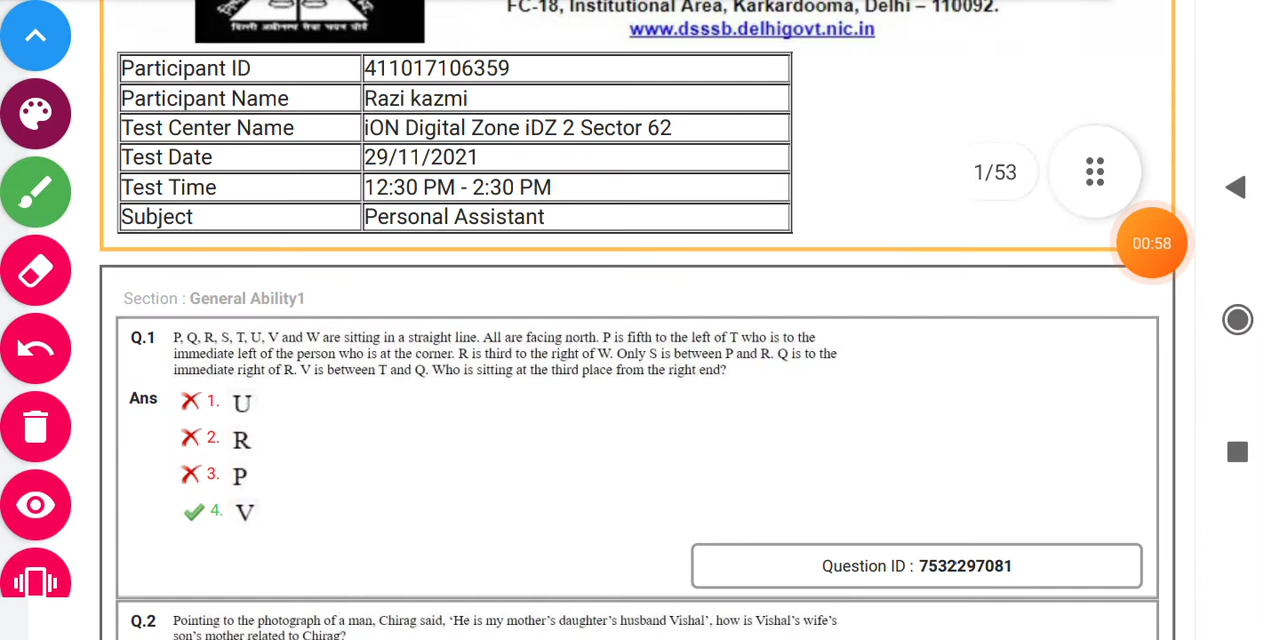 दिल्ली अधीनस्थ सेवा चयन बोर्ड
FC-18, Institutional Area, Karkardooma, Delhi – 110092.
www.dsssb.delhigovt.nic.in
Participant ID 411017106359
Participant Name Razi kazmi
Test Center Name iON Digital Zone iDZ 2 Sector 62
Test Date 29/11/2021
Test Time 12:30 PM - 2:30 PM
Subject Personal Assistant
1/53
00:58
Section : General Ability1
Q.1 P, Q, R, S, T, U, V and W are sitting in a straight line. All are facing north. P is fifth to the left of T who is to the
immediate left of the person who is at the corner. R is third to the right of W. Only S is between P and R. Q is to the
immediate right of R. V is between T and Q. Who is sitting at the third place from the right end?
Ans 1. U
2. R
3. P
4. V
Question ID : 7532297081
Q.2 Pointing to the photograph of a man, Chirag said, ‘He is my mother’s daughter’s husband Vishal’, how is Vishal’s wife’s
son’s mother related to Chirag?